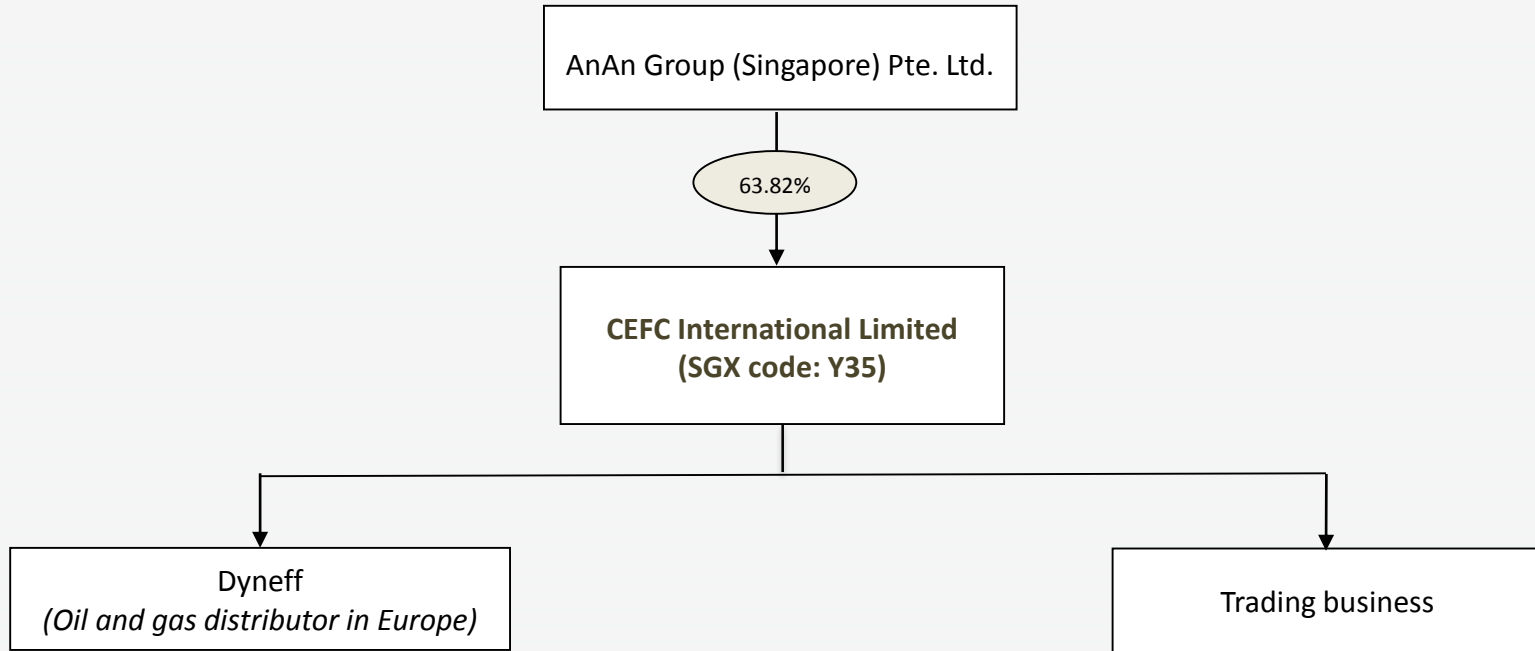 AnAn Group (Singapore) Pte. Ltd.
63.82%
CEFC International Limited
(SGX code: Y35)
Dyneff
(Oil and gas distributor in Europe)
Trading business